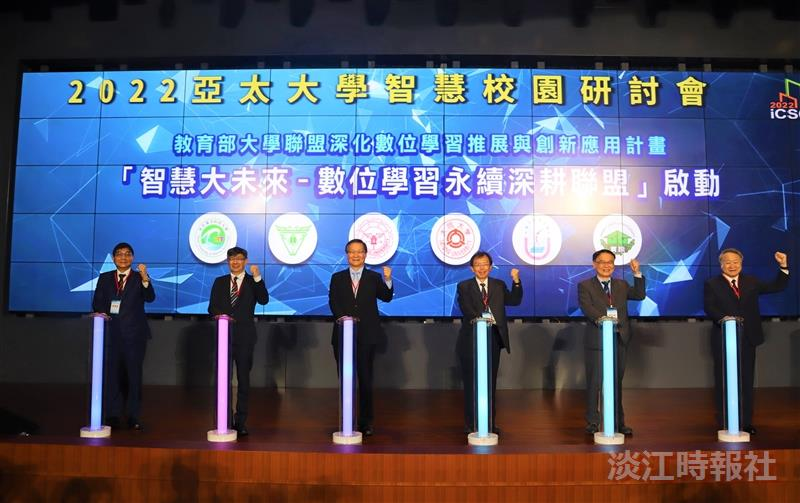 2022亞太大學智慧校園研討會
2022
iCSC
教育部大學聯盟深化數位學習推展與創新應用計畫
「智慧大未來-數位學習永續深耕聯盟」啟動
淡江時報社